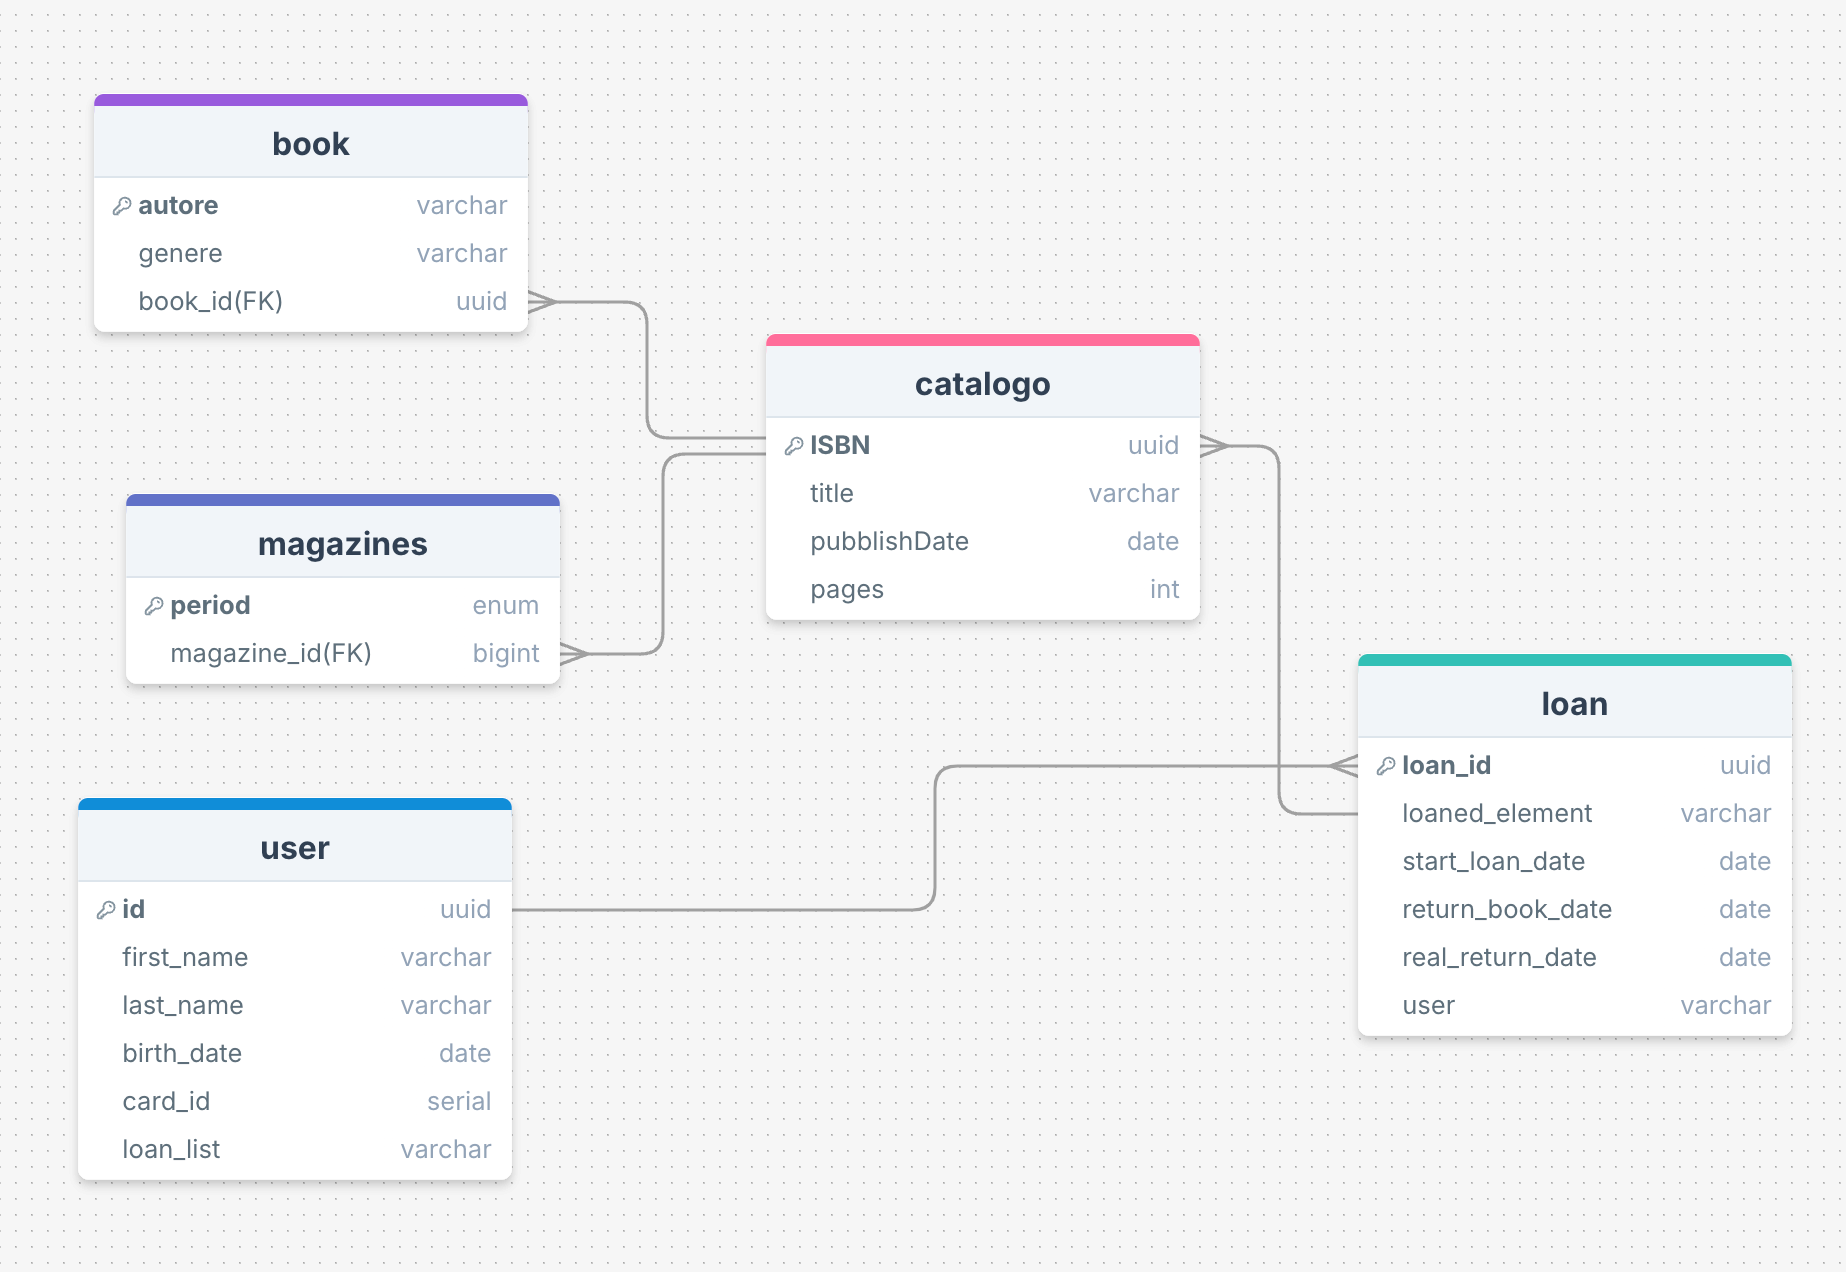 book
autore varchar
genere varchar
book_id(FK) uuid
catalogo
ISBN uuid
title varchar
pubblishDate date
pages int
magazines
period enum
magazine_id(FK) bigint
loan
loan_id uuid
loaned_element varchar
start_loan_date date
return_book_date date
real_return_date date
user varchar
user
id uuid
first_name varchar
last_name varchar
birth_date date
card_id serial
loan_list varchar